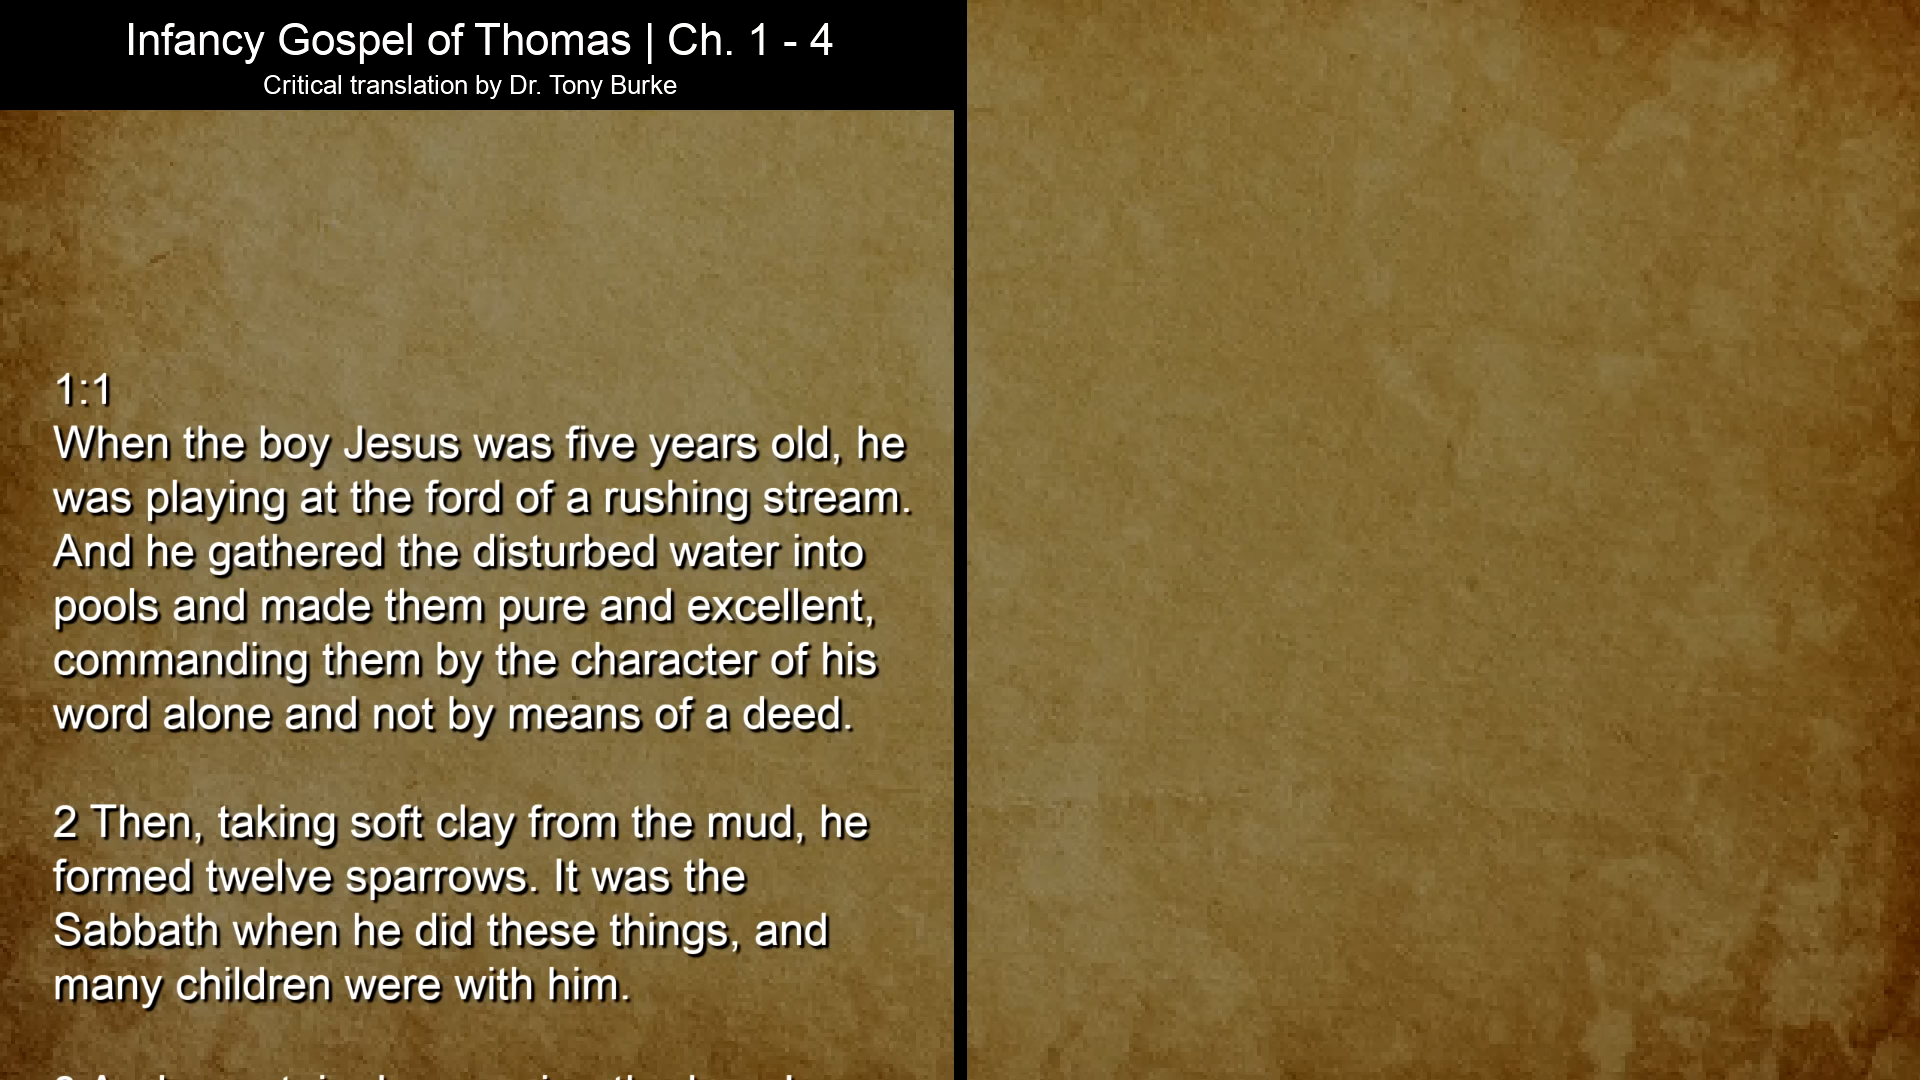 Infancy Gospel of Thomas | Ch. 1 - 4
Critical translation by Dr. Tony Burke
1:1
When the boy Jesus was five years old, he
was playing at the ford of a rushing stream.
And he gathered the disturbed water into
pools and made them pure and excellent,
commanding them by the character of his
word alone and not by means of a deed.
2 Then, taking soft clay from the mud, he
formed twelve sparrows. It was the
Sabbath when he did these things, and
many children were with him.